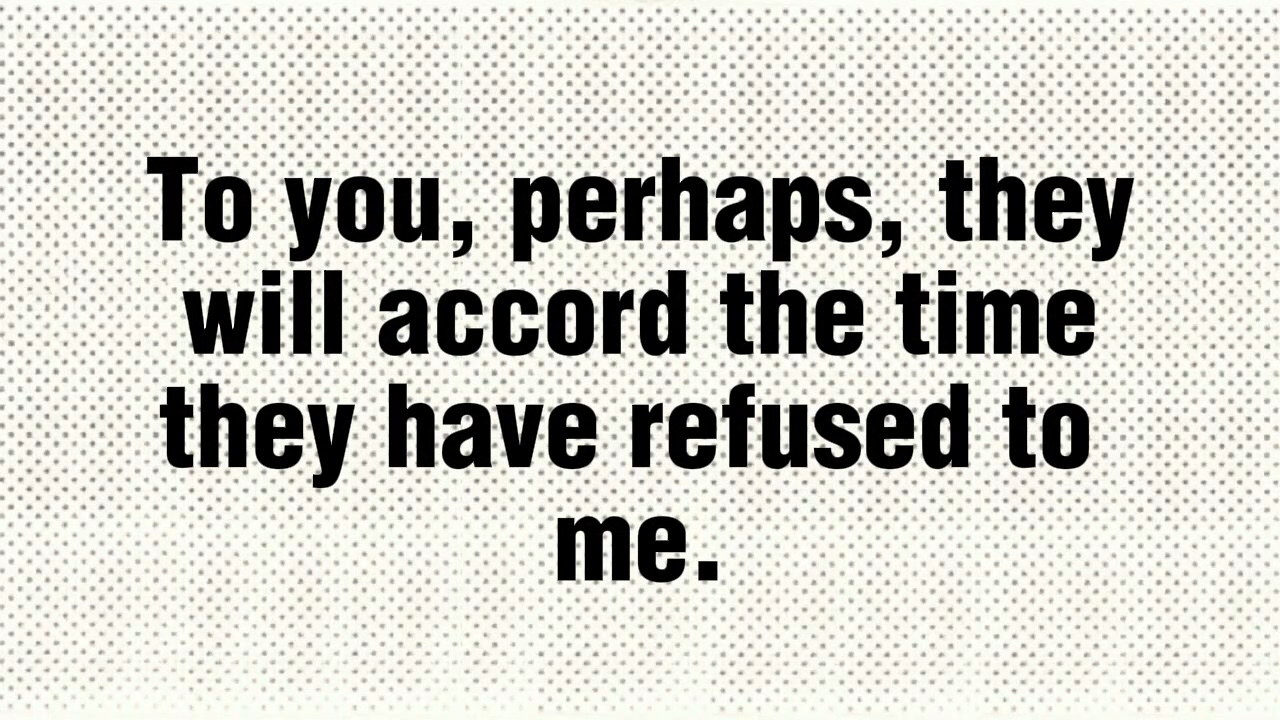 To you, perhaps, they
will accord the time
they have refused to
me.